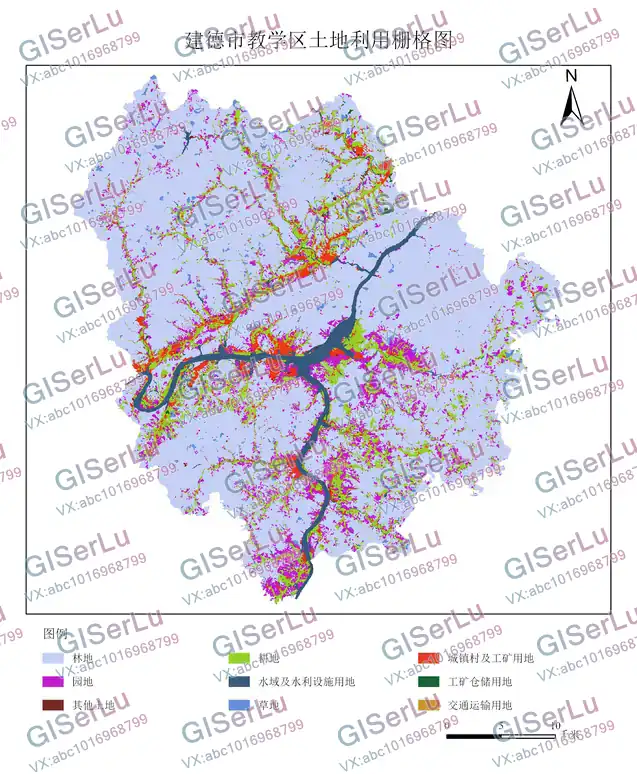 建德市教学区土地利用栅格图
N
图例
林地
耕地
城镇村及工矿用地
园地
水域及水利设施用地
工矿仓储用地
其他土地
草地
交通运输用地
0 5 10
千米
GISerLu
VX:abc1016968799